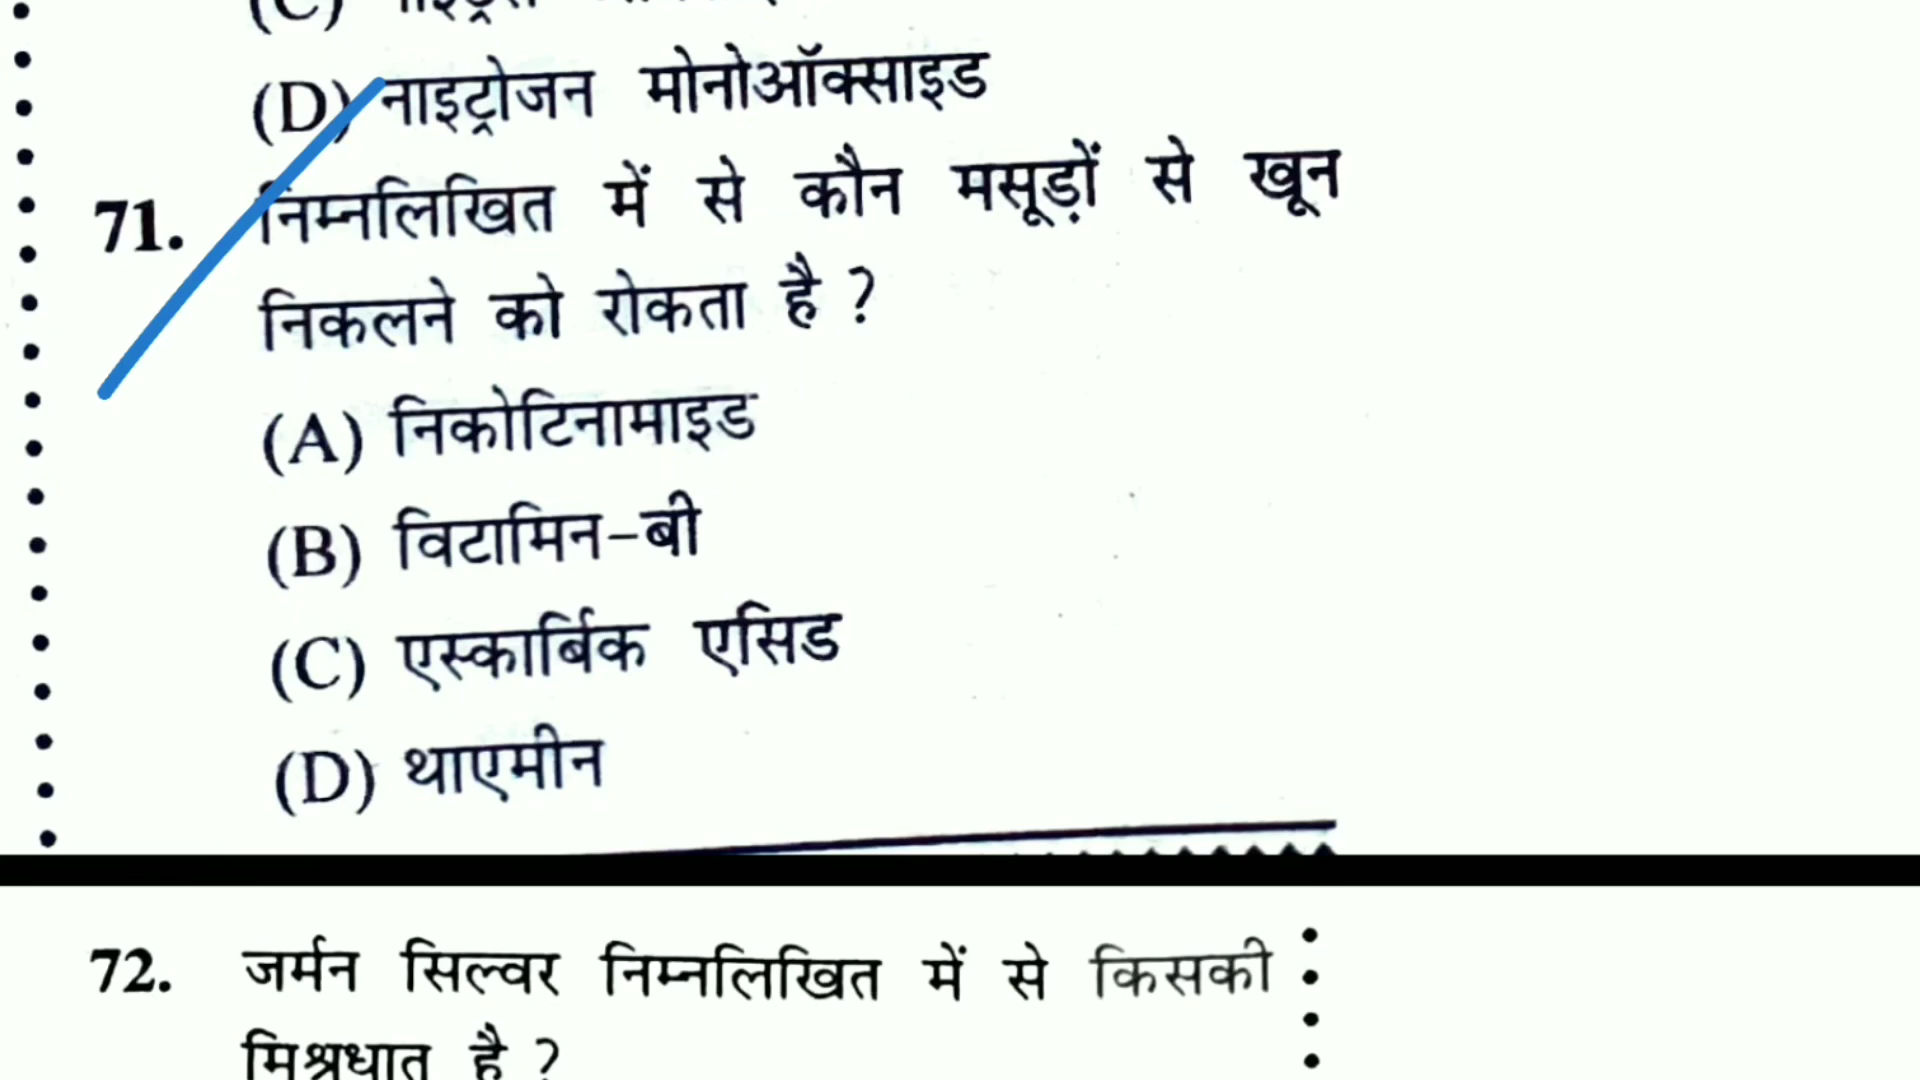 (C)
(D) नाइट्रोजन मोनोऑक्साइड
71. निम्नलिखित में से कौन मसूड़ों से खून
निकलने को रोकता है ?
(A) निकोटिनामाइड
(B) विटामिन-बी
(C) एस्कार्बिक एसिड
(D) थाएमीन
72. जर्मन सिल्वर निम्नलिखित में से किसकी
मिश्रधातु है ?